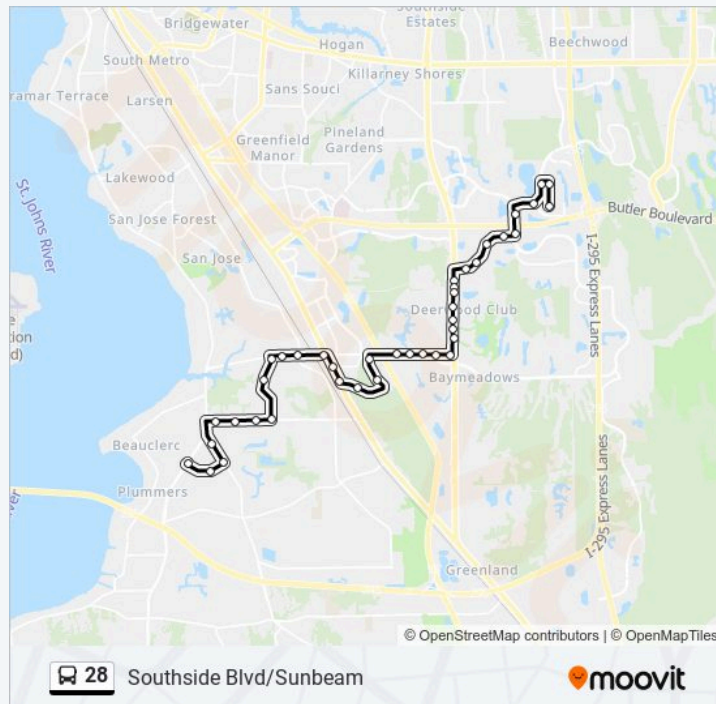 Southside
Estates
Bridgewater
Hogan
Beechwood
South Metro
Killarney Shores
Sans Souci
ramar Terrace
Larsen
Pineland
Gardens
Greenfield
Manor
Lakewood
St. Johns River
San Jose Forest
Butler Boulevard
San Jose
I-295 Express Lanes
Deerwood Club
Baymeadows
Beauclerc
Plummers
I-295 Express Lanes
Greenland
© OpenStreetMap contributors | © OpenMapTiles
28 Southside Blvd/Sunbeam
moovit